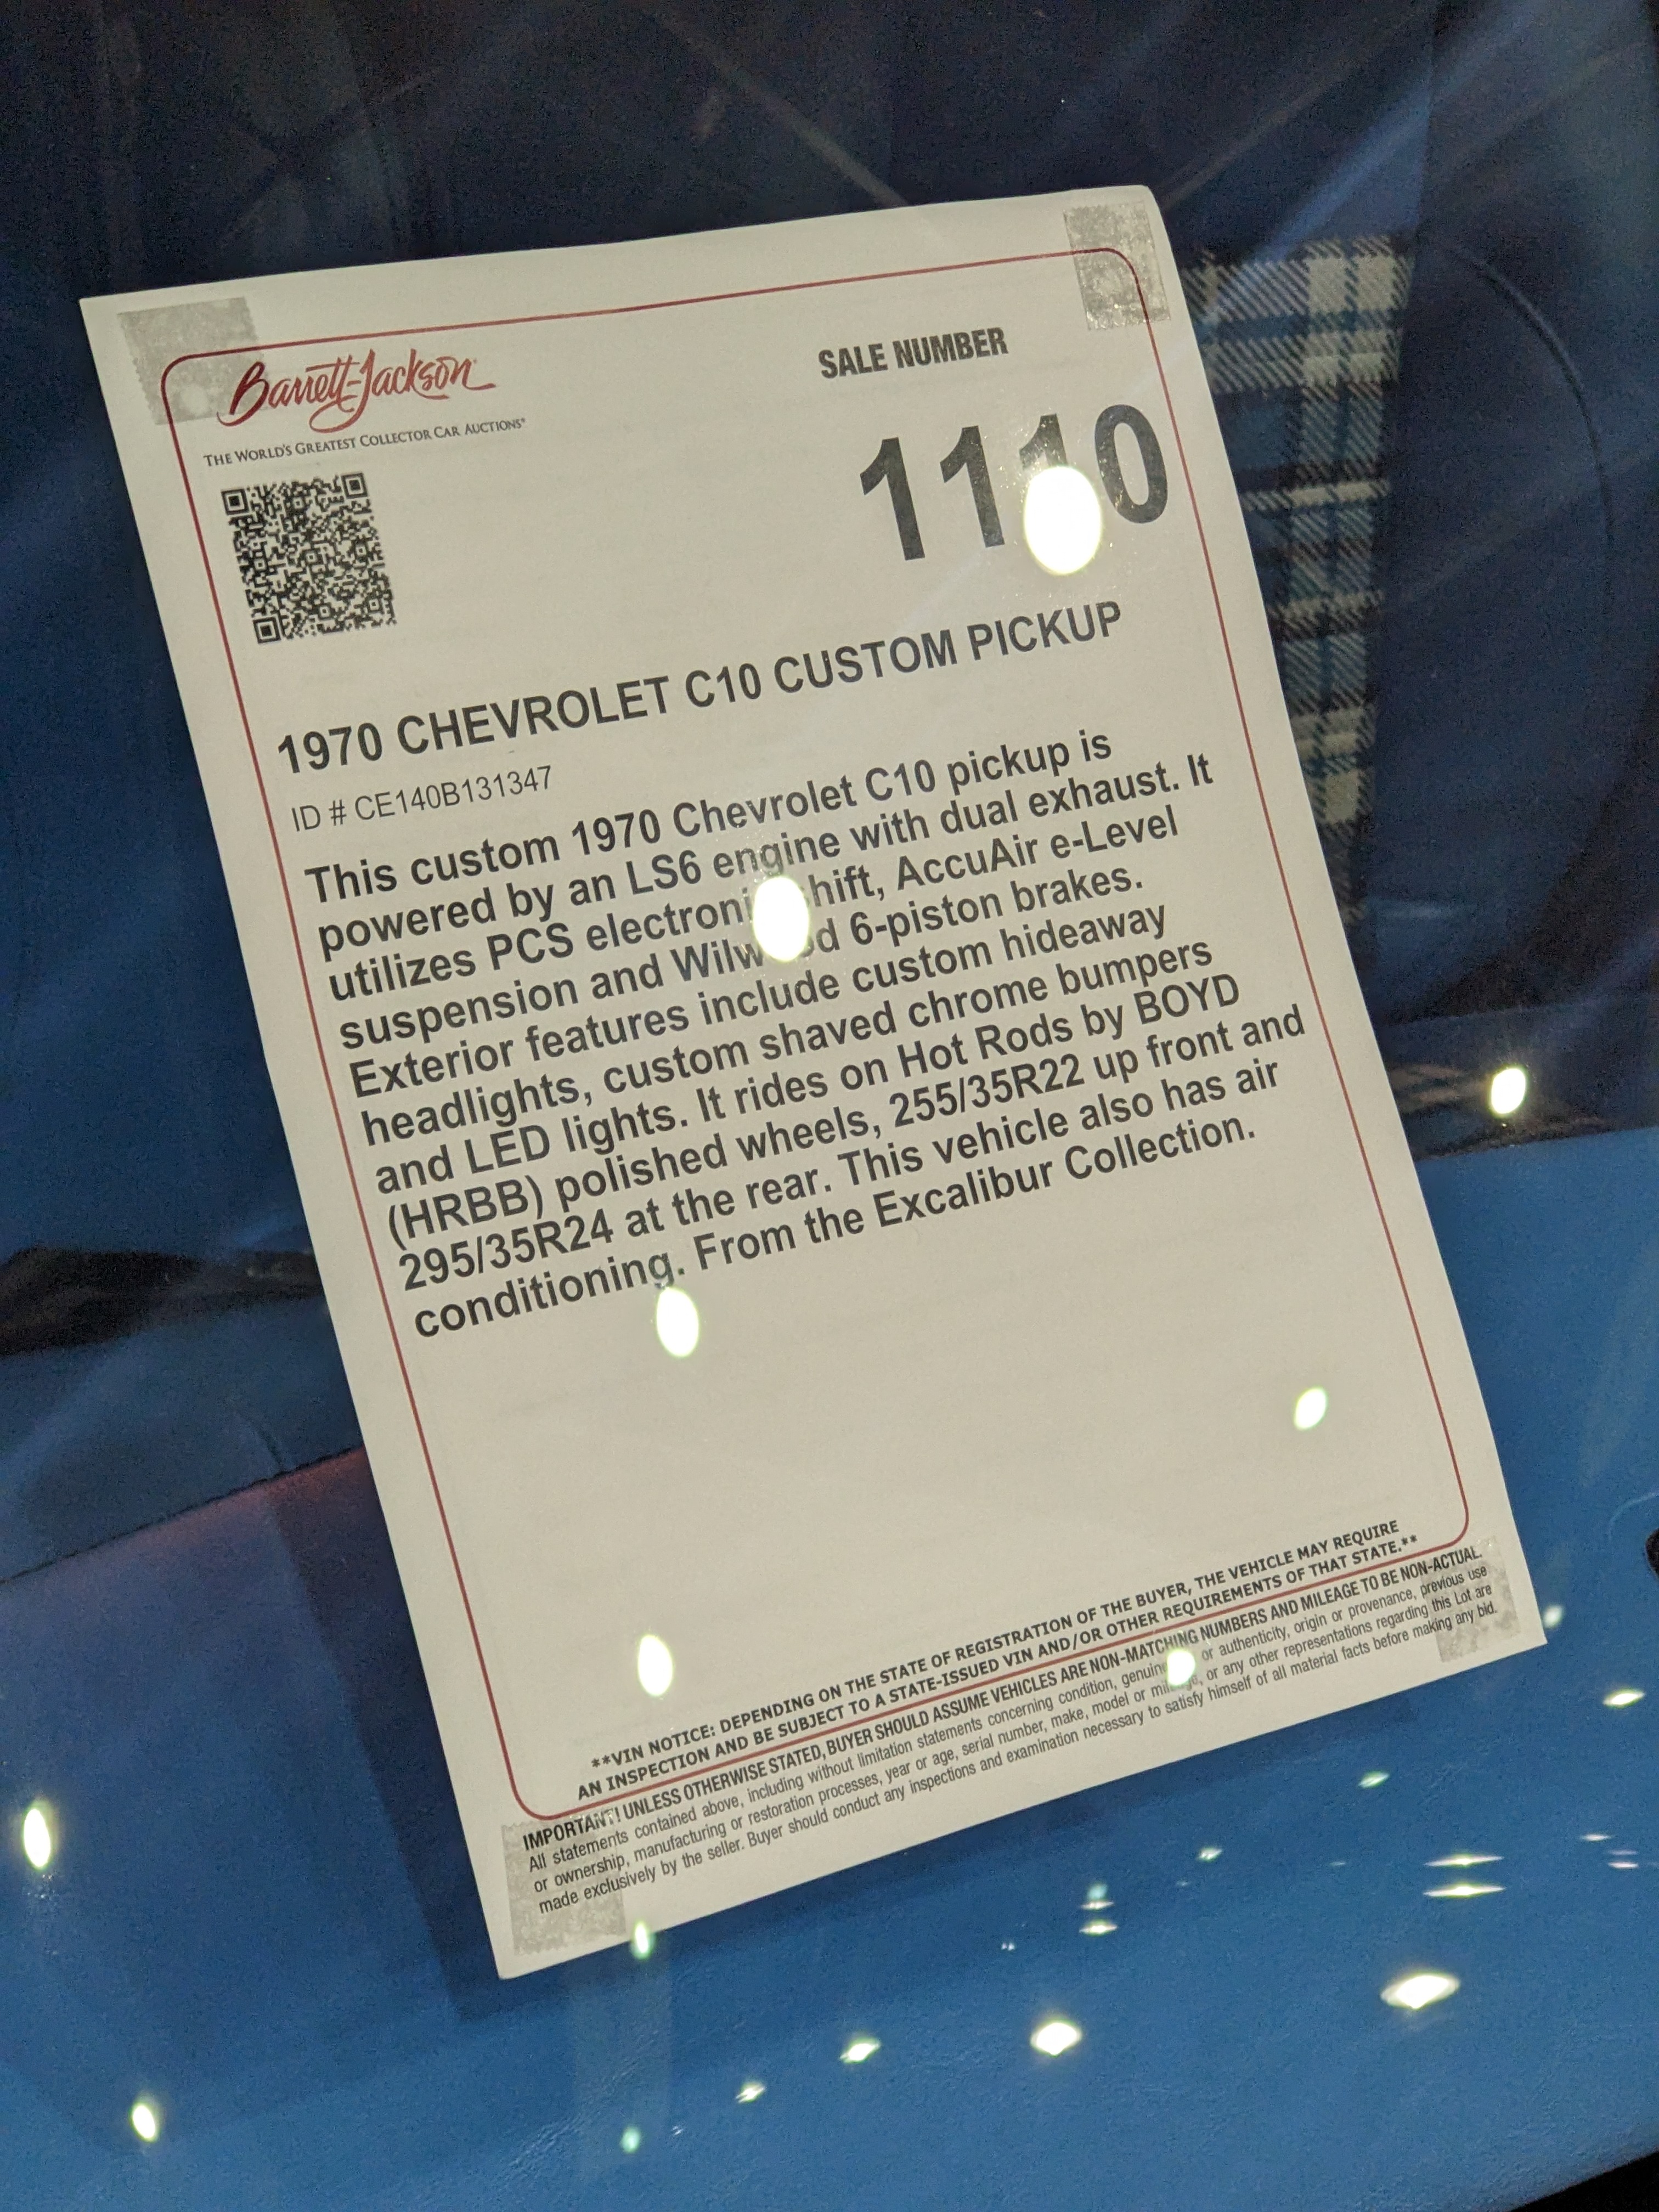 Barrett-Jackson
THE WORLD'S GREATEST COLLECTOR CAR AUCTIONS®
SALE NUMBER
1110
1970 CHEVROLET C10 CUSTOM PICKUP
ID # CE140B131347
This custom 1970 Chevrolet C10 pickup is
powered by an LS6 engine with dual exhaust. It
utilizes PCS electronic shift, AccuAir e-Level
suspension and Wilwood 6-piston brakes.
Exterior features include custom hideaway
headlights, custom shaved chrome bumpers
and LED lights. It rides on Hot Rods by BOYD
(HRBB) polished wheels, 255/35R22 up front and
295/35R24 at the rear. This vehicle also has air
conditioning. From the Excalibur Collection.
**VIN NOTICE: DEPENDING ON THE STATE OF REGISTRATION OF THE BUYER, THE VEHICLE MAY REQUIRE
AN INSPECTION AND BE SUBJECT TO A STATE-ISSUED VIN AND/OR OTHER REQUIREMENTS OF THAT STATE.**
IMPORTANT! UNLESS OTHERWISE STATED, BUYER SHOULD ASSUME VEHICLES ARE NON-MATCHING NUMBERS AND MILEAGE TO BE NON-ACTUAL.
All statements contained above, including without limitation statements concerning condition, genuineness or authenticity, origin or provenance, previous use
or ownership, manufacturing or restoration processes, year or age, serial number, make, model or mileage, or any other representations regarding this Lot are
made exclusively by the seller. Buyer should conduct any inspections and examination necessary to satisfy himself of all material facts before making any bid.